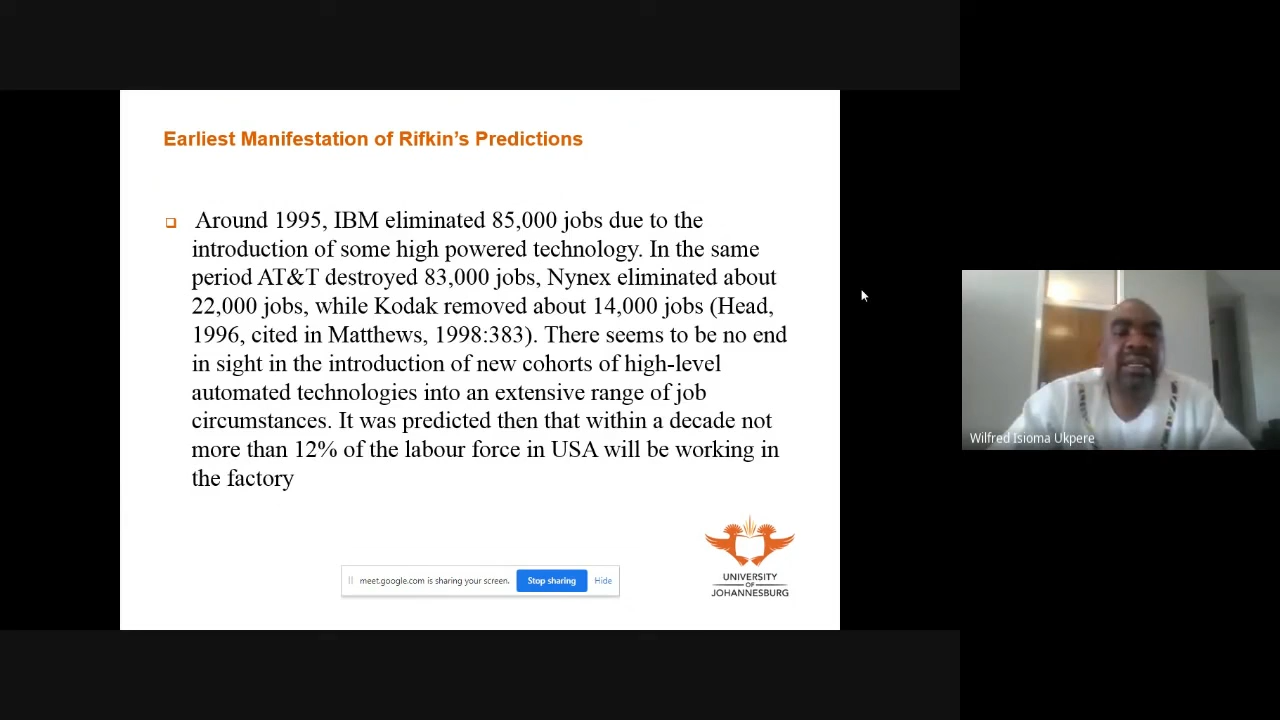 Earliest Manifestation of Rifkin’s Predictions
Around 1995, IBM eliminated 85,000 jobs due to the
introduction of some high powered technology. In the same
period AT&T destroyed 83,000 jobs, Nynex eliminated about
22,000 jobs, while Kodak removed about 14,000 jobs (Head,
1996, cited in Matthews, 1998:383). There seems to be no end
in sight in the introduction of new cohorts of high-level
automated technologies into an extensive range of job
circumstances. It was predicted then that within a decade not
more than 12% of the labour force in USA will be working in
the factory
UNIVERSITY
OF
JOHANNESBURG
meet.google.com is sharing your screen. Stop sharing Hide
Wilfred Isioma Ukpere